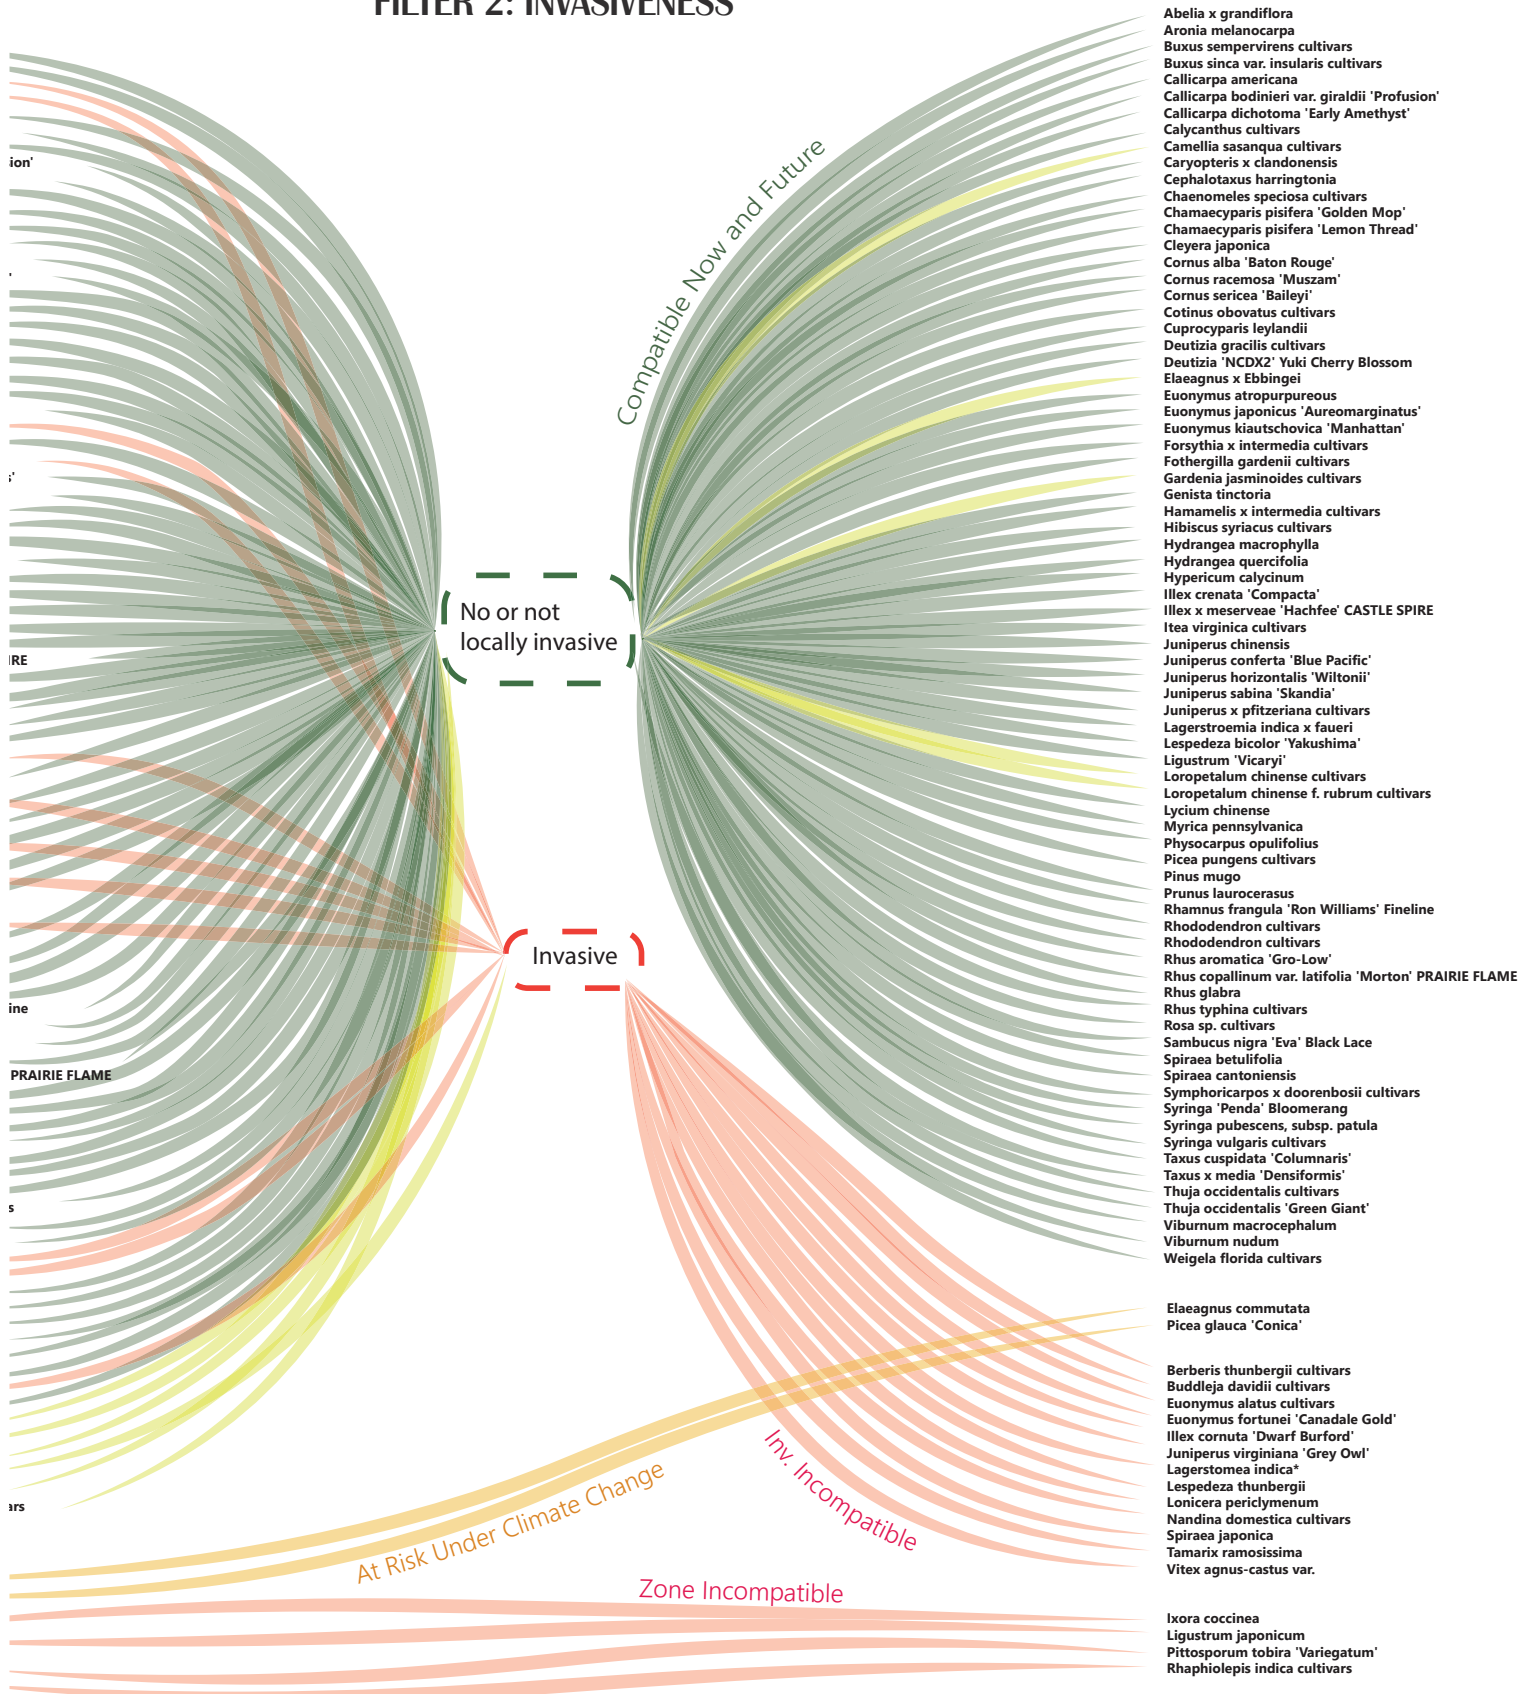 FILTER 2: INVASIVENESS
ion'
'
s'
IRE
ine
PRAIRIE FLAME
s
ars
Compatible Now and Future
No or not
locally invasive
Invasive
Inv. Incompatible
At Risk Under Climate Change
Zone Incompatible
Abelia x grandiflora
Aronia melanocarpa
Buxus sempervirens cultivars
Buxus sinca var. insularis cultivars
Callicarpa americana
Callicarpa bodinieri var. giraldii 'Profusion'
Callicarpa dichotoma 'Early Amethyst'
Calycanthus cultivars
Camellia sasanqua cultivars
Caryopteris x clandonensis
Cephalotaxus harringtonia
Chaenomeles speciosa cultivars
Chamaecyparis pisifera 'Golden Mop'
Chamaecyparis pisifera 'Lemon Thread'
Cleyera japonica
Cornus alba 'Baton Rouge'
Cornus racemosa 'Muszam'
Cornus sericea 'Baileyi'
Cotinus obovatus cultivars
Cuprocyparis leylandii
Deutizia gracilis cultivars
Deutizia 'NCDX2' Yuki Cherry Blossom
Elaeagnus x Ebbingei
Euonymus atropurpureous
Euonymus japonicus 'Aureomarginatus'
Euonymus kiautschovica 'Manhattan'
Forsythia x intermedia cultivars
Fothergilla gardenii cultivars
Gardenia jasminoides cultivars
Genista tinctoria
Hamamelis x intermedia cultivars
Hibiscus syriacus cultivars
Hydrangea macrophylla
Hydrangea quercifolia
Hypericum calycinum
Illex crenata 'Compacta'
Illex x meserveae 'Hachfee' CASTLE SPIRE
Itea virginica cultivars
Juniperus chinensis
Juniperus conferta 'Blue Pacific'
Juniperus horizontalis 'Wiltonii'
Juniperus sabina 'Skandia'
Juniperus x pfitzeriana cultivars
Lagerstroemia indica x faueri
Lespedeza bicolor 'Yakushima'
Ligustrum 'Vicaryi'
Loropetalum chinense cultivars
Loropetalum chinense f. rubrum cultivars
Lycium chinense
Myrica pennsylvanica
Physocarpus opulifolius
Picea pungens cultivars
Pinus mugo
Prunus laurocerasus
Rhamnus frangula 'Ron Williams' Fineline
Rhododendron cultivars
Rhododendron cultivars
Rhus aromatica 'Gro-Low'
Rhus copallinum var. latifolia 'Morton' PRAIRIE FLAME
Rhus glabra
Rhus typhina cultivars
Rosa sp. cultivars
Sambucus nigra 'Eva' Black Lace
Spiraea betulifolia
Spiraea cantoniensis
Symphoricarpos x doorenbosii cultivars
Syringa 'Penda' Bloomerang
Syringa pubescens, subsp. patula
Syringa vulgaris cultivars
Taxus cuspidata 'Columnaris'
Taxus x media 'Densiformis'
Thuja occidentalis cultivars
Thuja occidentalis 'Green Giant'
Viburnum macrocephalum
Viburnum nudum
Weigela florida cultivars
Elaeagnus commutata
Picea glauca 'Conica'
Berberis thunbergii cultivars
Buddleja davidii cultivars
Euonymus alatus cultivars
Euonymus fortunei 'Canadale Gold'
Illex cornuta 'Dwarf Burford'
Juniperus virginiana 'Grey Owl'
Lagerstomea indica*
Lespedeza thunbergii
Lonicera periclymenum
Nandina domestica cultivars
Spiraea japonica
Tamarix ramosissima
Vitex agnus-castus var.
Ixora coccinea
Ligustrum japonicum
Pittosporum tobira 'Variegatum'
Rhaphiolepis indica cultivars